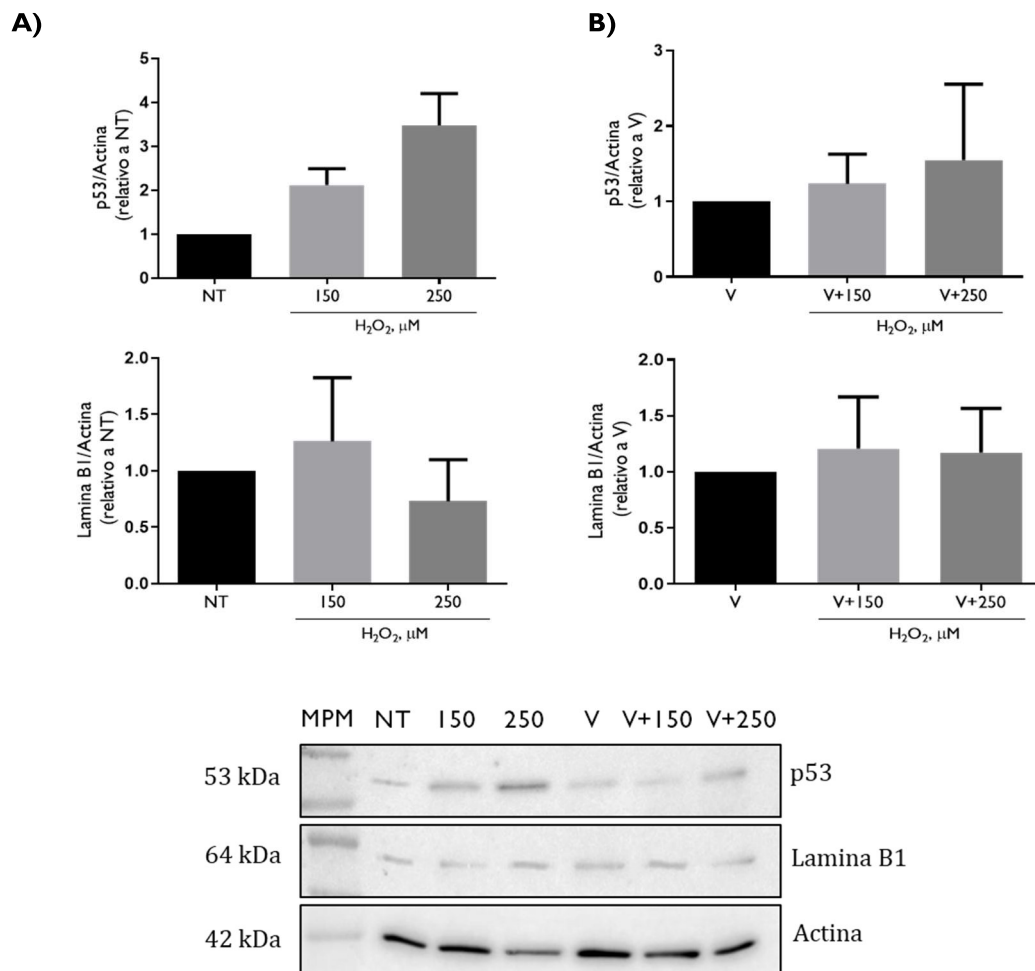 A)
p53/Actina
(relativo a NT)
5
4
3
2
1
0
NT
150
250
H₂O₂, μM
B)
p53/Actina
(relativo a V)
3
2
1
0
V
V+150
V+250
H₂O₂, μM
Lamina B1/Actina
(relativo a NT)
2.0
1.5
1.0
0.5
0.0
NT
150
250
H₂O₂, μM
Lamina B1/Actina
(relativo a V)
2.0
1.5
1.0
0.5
0.0
V
V+150
V+250
H₂O₂, μM
MPM NT 150 250 V V+150 V+250
53 kDa p53
64 kDa Lamina B1
42 kDa Actina